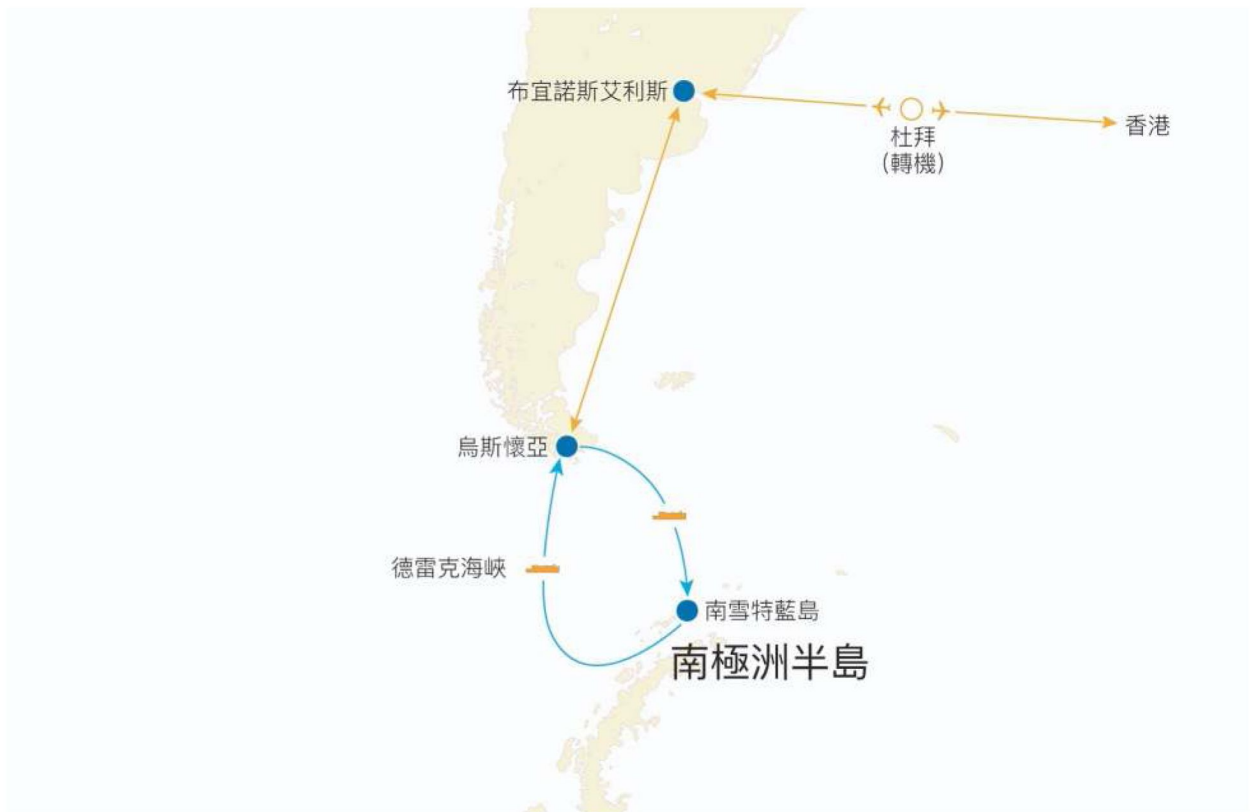 布宜諾斯艾利斯
杜拜
(轉機)
香港
烏斯懷亞
德雷克海峽
南雪特藍島
南極洲半島